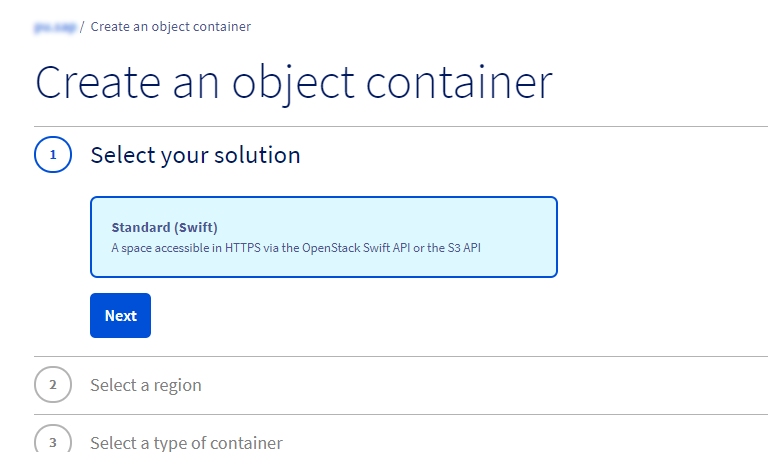 / Create an object container
Create an object container
1 Select your solution
Standard (Swift)
A space accessible in HTTPS via the OpenStack Swift API or the S3 API
Next
2 Select a region
3 Select a type of container